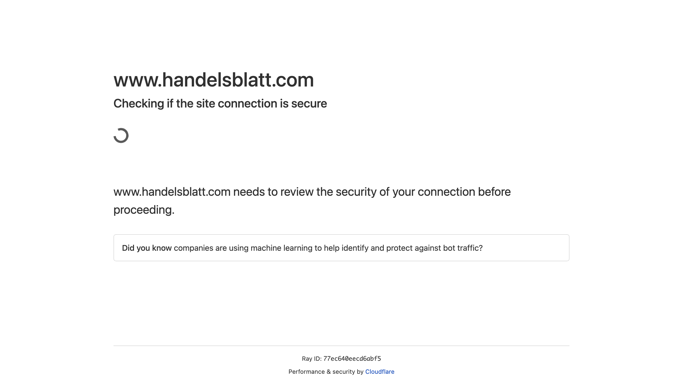 www.handelsblatt.com
Checking if the site connection is secure
www.handelsblatt.com needs to review the security of your connection before
proceeding.
Did you know companies are using machine learning to help identify and protect against bot traffic?
Ray ID: 77ec640eecd6abf5
Performance & security by Cloudflare